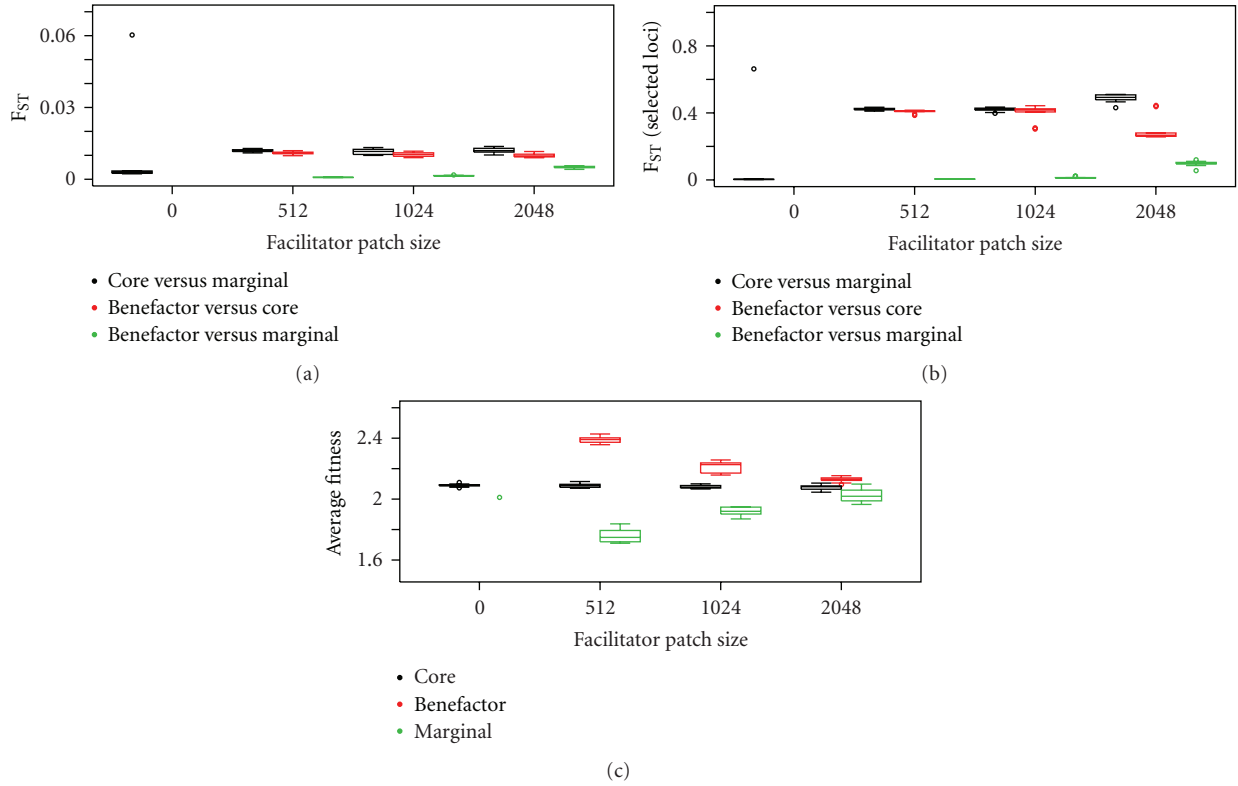 0.06
0.03
0
F_ST
0 512 1024 2048
Facilitator patch size
Core versus marginal
Benefactor versus core
Benefactor versus marginal
(a)
0.8
0.4
0
F_ST (selected loci)
0 512 1024 2048
Facilitator patch size
Core versus marginal
Benefactor versus core
Benefactor versus marginal
(b)
2.4
2
1.6
Average fitness
0 512 1024 2048
Facilitator patch size
Core
Benefactor
Marginal
(c)